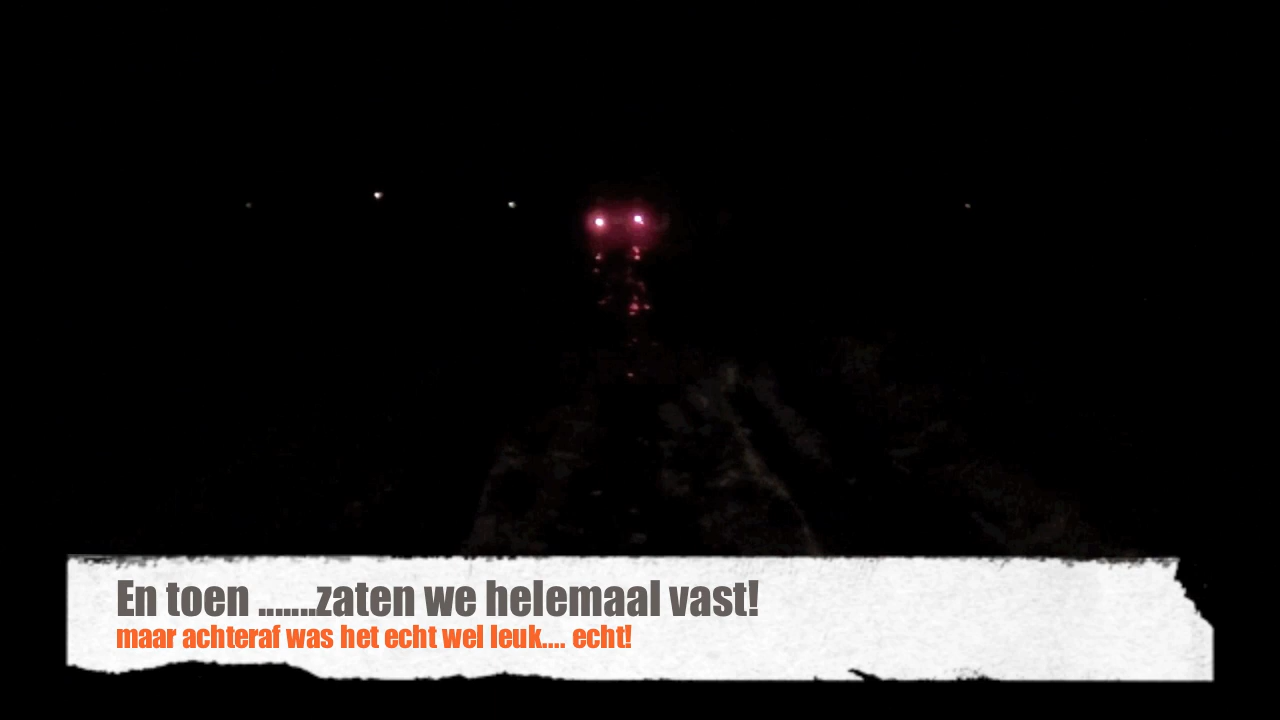 En toen .......zaten we helemaal vast!
maar achteraf was het echt wel leuk.... echt!